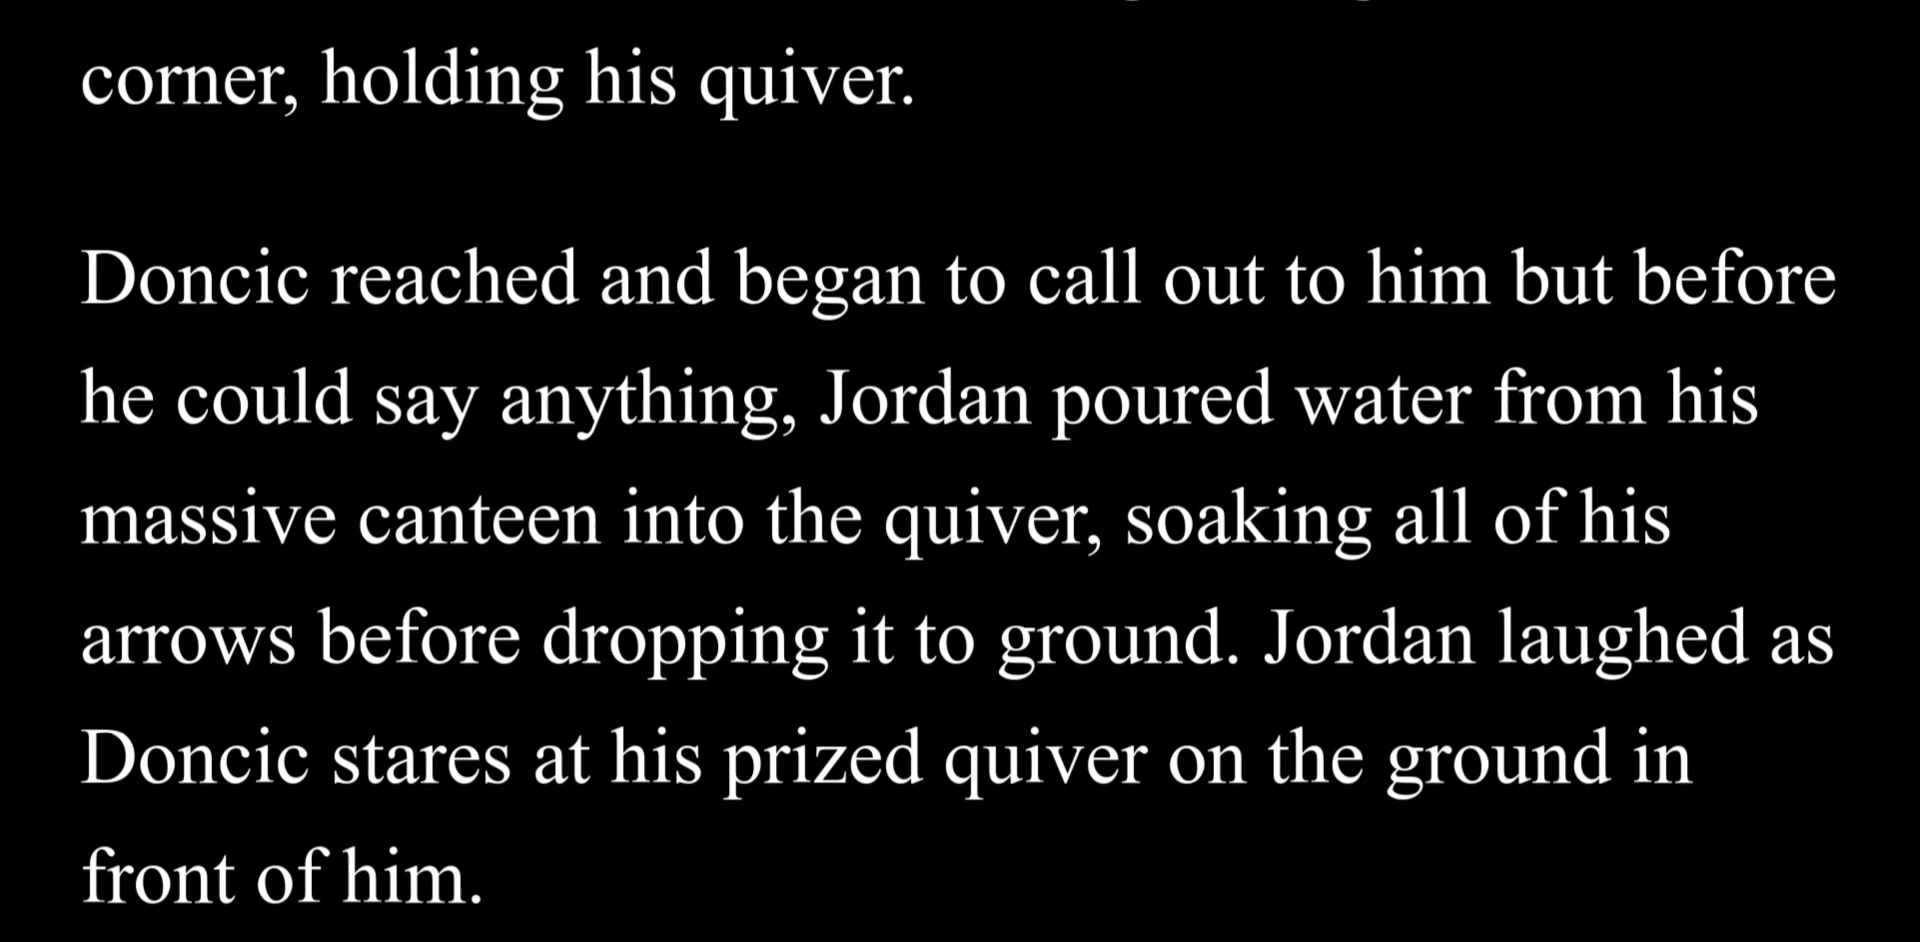 corner, holding his quiver.
Doncic reached and began to call out to him but before
he could say anything, Jordan poured water from his
massive canteen into the quiver, soaking all of his
arrows before dropping it to ground. Jordan laughed as
Doncic stares at his prized quiver on the ground in
front of him.